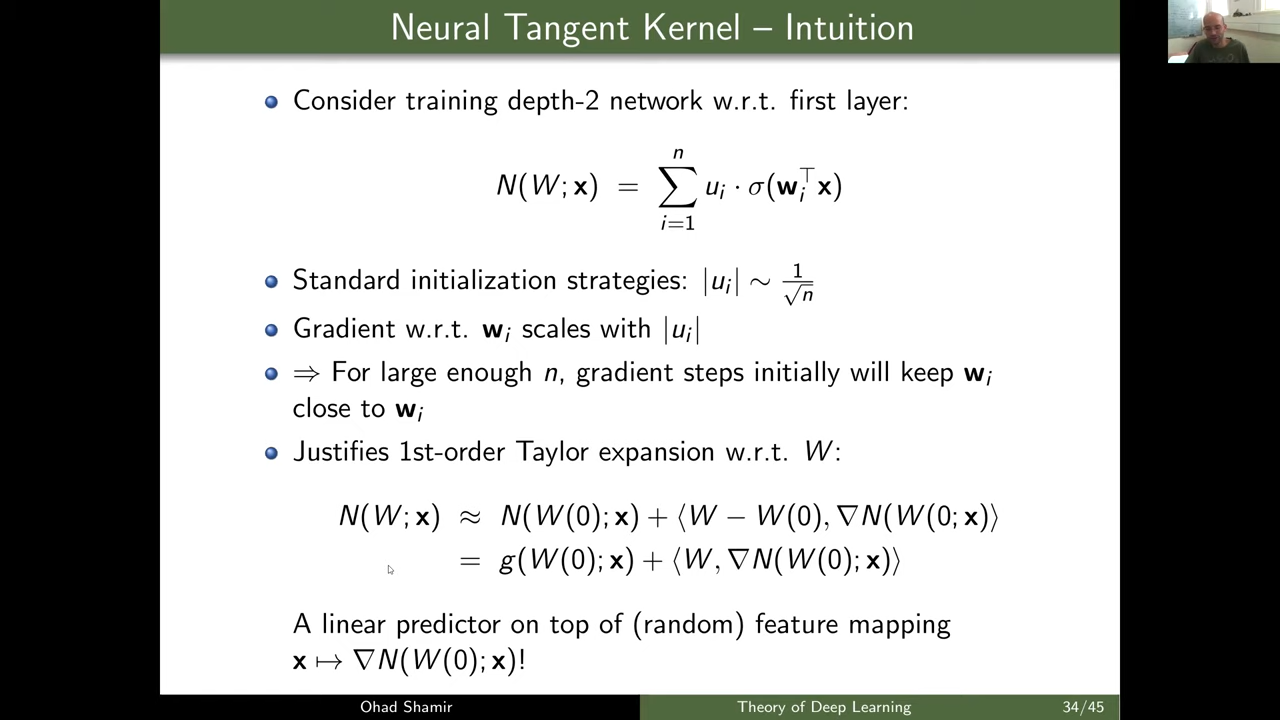 Neural Tangent Kernel – Intuition
Consider training depth-2 network w.r.t. first layer:
N(W; x) = ∑_{i=1}^{n} u_i · σ(w_i^⊤ x)
Standard initialization strategies: |u_i| ∼ 1/√n
Gradient w.r.t. w_i scales with |u_i|
⇒ For large enough n, gradient steps initially will keep w_i
close to w_i
Justifies 1st-order Taylor expansion w.r.t. W:
N(W; x) ≈ N(W(0); x) + ⟨W − W(0), ∇N(W(0; x)⟩
= g(W(0); x) + ⟨W, ∇N(W(0); x)⟩
A linear predictor on top of (random) feature mapping
x ↦ ∇N(W(0); x)!
Ohad Shamir Theory of Deep Learning 34/45